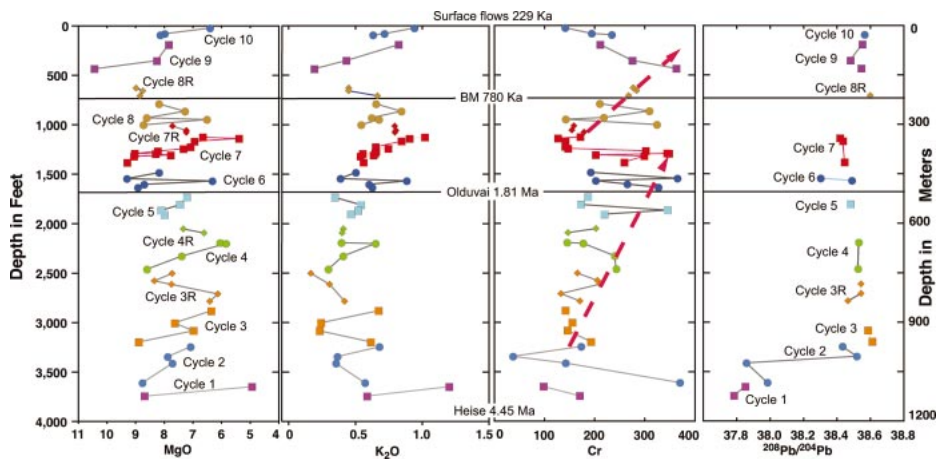 Surface flows 229 Ka
0
500
1,000
1,500
2,000
2,500
3,000
3,500
4,000
Depth in Feet
Cycle 10
Cycle 9
Cycle 8R
Cycle 8
Cycle 7R
Cycle 7
Cycle 6
Cycle 5
Cycle 4R
Cycle 4
Cycle 3R
Cycle 3
Cycle 2
Cycle 1
11 10 9 8 7 6 5 4
MgO
BM 780 Ka
Olduvai 1.81 Ma
Heise 4.45 Ma
0 0.5 1.0 1.5
K2O
100 200 300 400
Cr
Cycle 10
Cycle 9
Cycle 8R
Cycle 7
Cycle 6
Cycle 5
Cycle 4
Cycle 3R
Cycle 3
Cycle 2
Cycle 1
37.8 38.0 38.2 38.4 38.6 38.8
208Pb/204Pb
0
300
600
900
1200
Depth in Meters